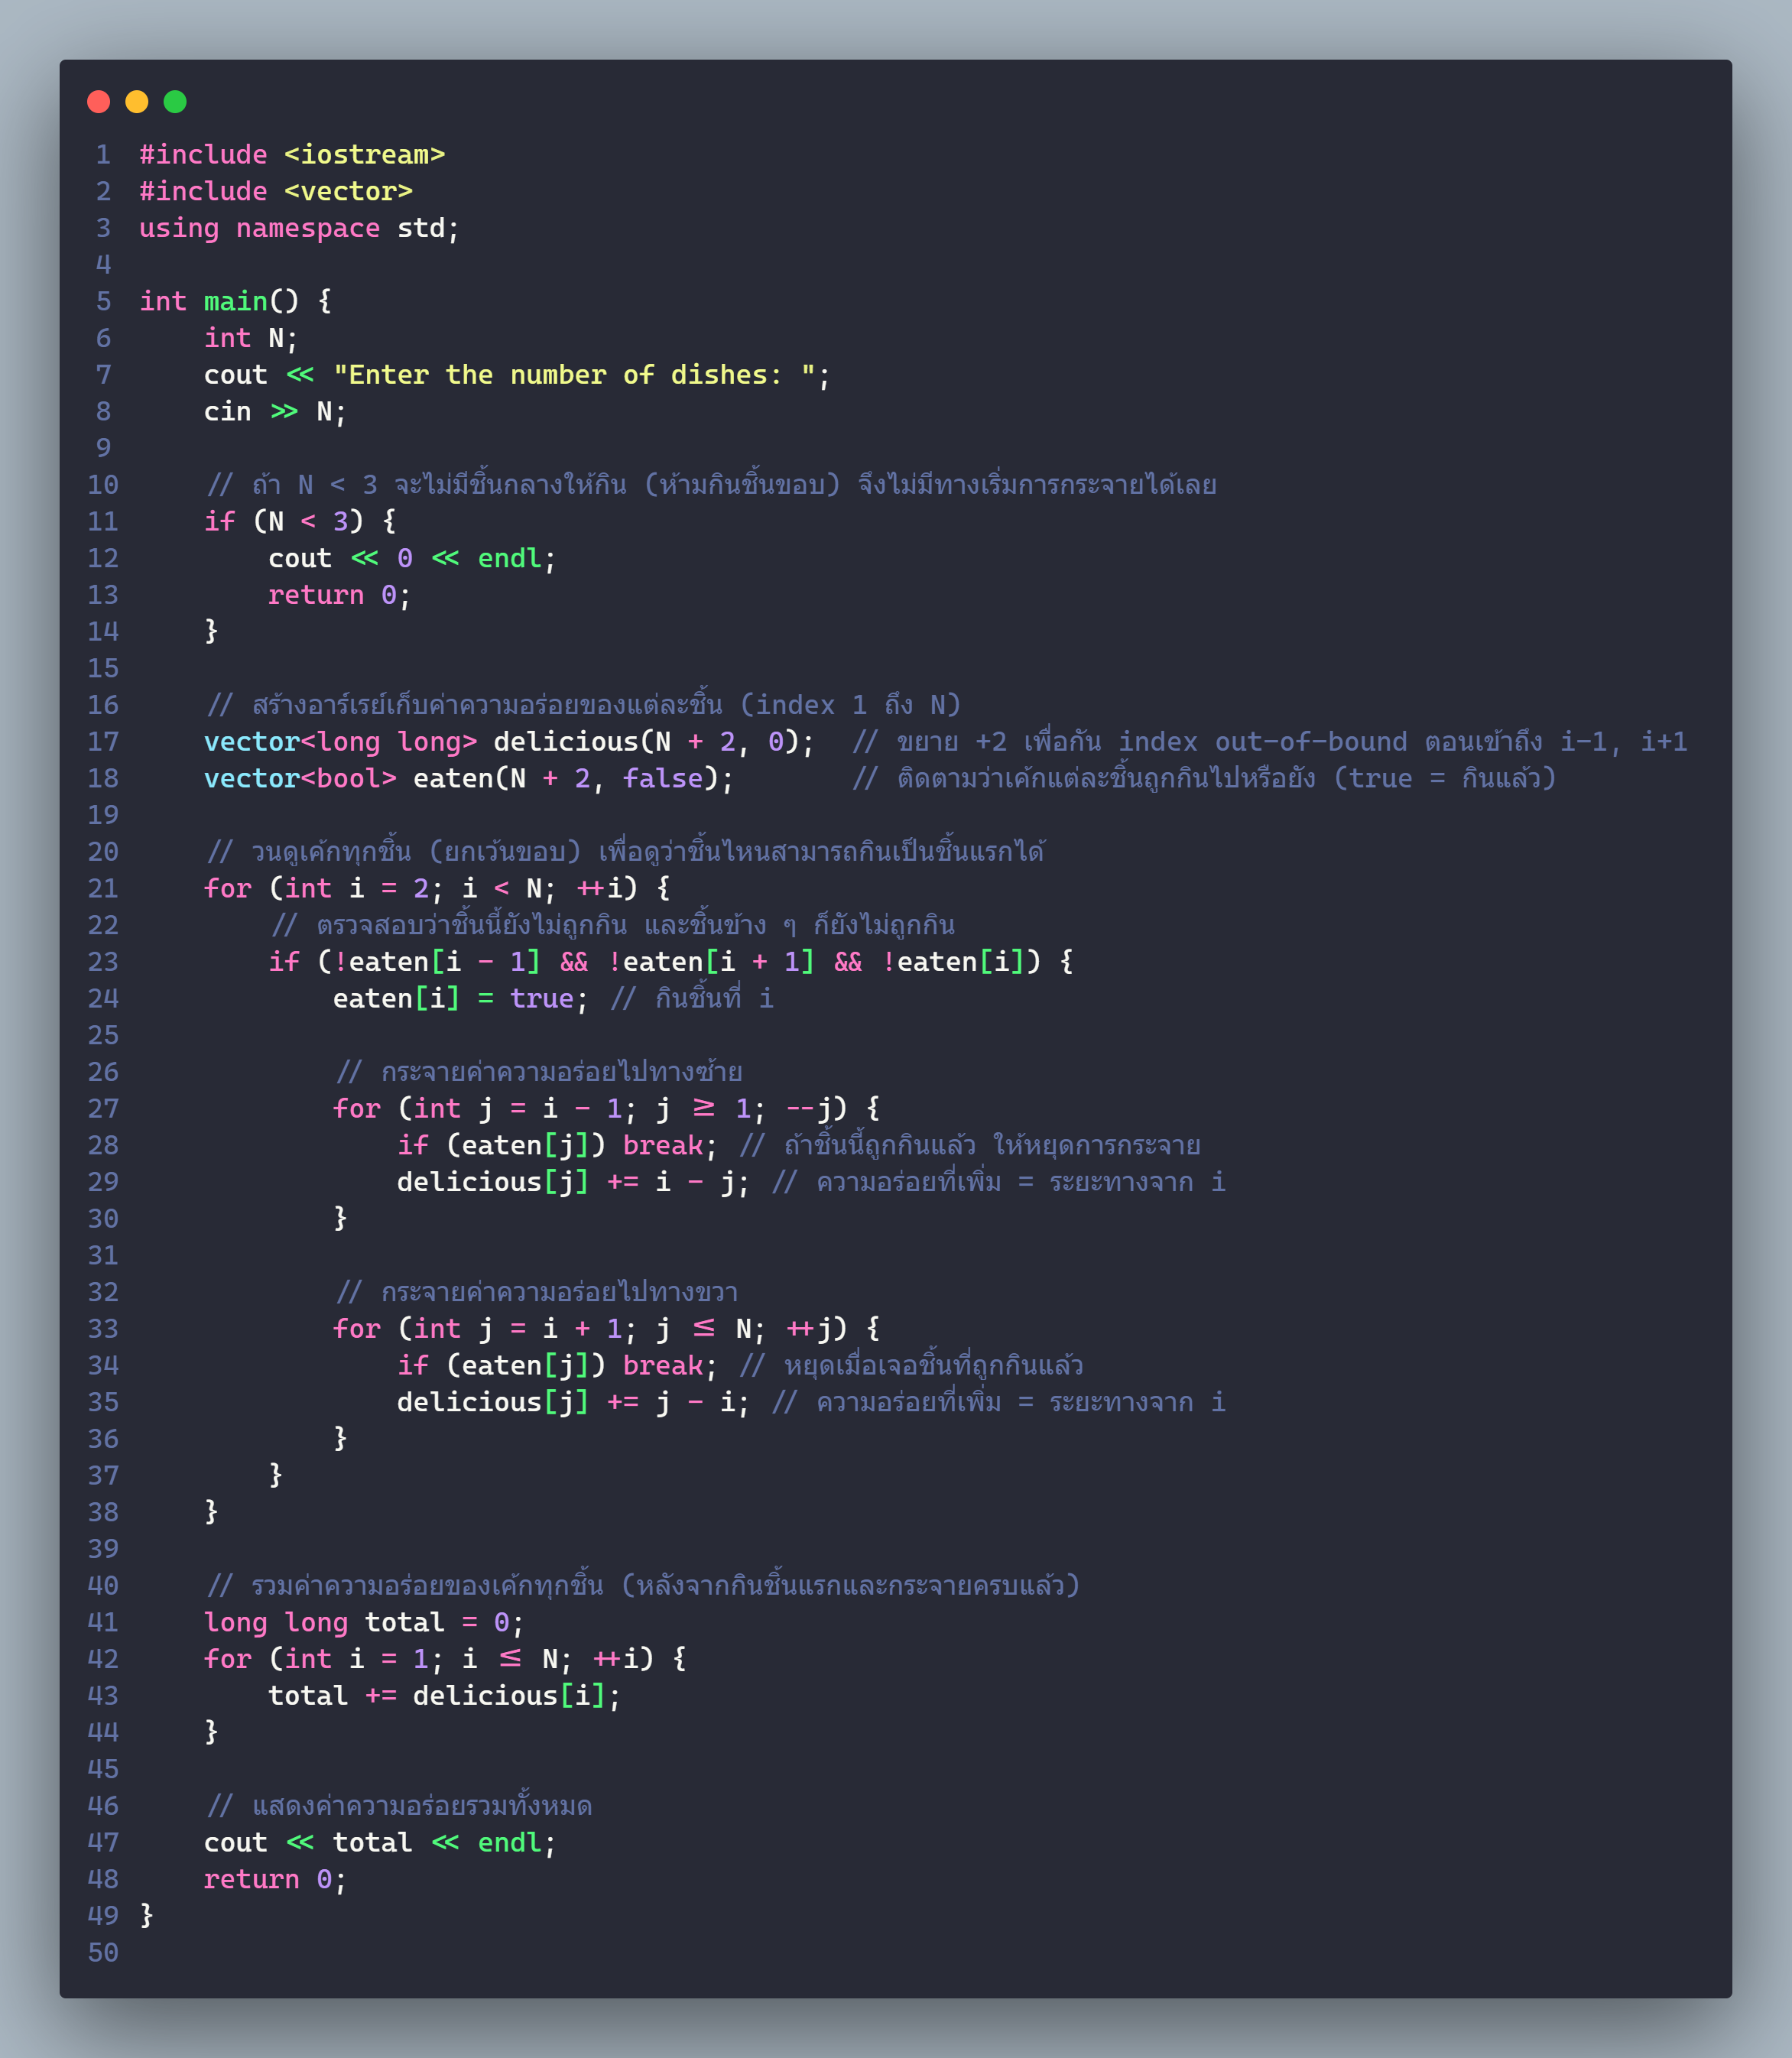 1 #include <iostream>
2 #include <vector>
3 using namespace std;
4
5 int main() {
6     int N;
7     cout << "Enter the number of dishes: ";
8     cin >> N;
9
10     // ถ้า N < 3 จะไม่มีชิ้นกลางให้กิน (ห้ามกินชิ้นขอบ) จึงไม่มีทางเริ่มการกระจายได้เลย
11     if (N < 3) {
12         cout << 0 << endl;
13         return 0;
14     }
15
16     // สร้างอาร์เรย์เก็บค่าความอร่อยของแต่ละชิ้น (index 1 ถึง N)
17     vector<long long> delicious(N + 2, 0);  // ขยาย +2 เพื่อกัน index out-of-bound ตอนเข้าถึง i-1, i+1
18     vector<bool> eaten(N + 2, false);       // ติดตามว่าเค้กแต่ละชิ้นถูกกินไปหรือยัง (true = กินแล้ว)
19
20     // วนดูเค้กทุกชิ้น (ยกเว้นขอบ) เพื่อดูว่าชิ้นไหนสามารถกินเป็นชิ้นแรกได้
21     for (int i = 2; i < N; ++i) {
22         // ตรวจสอบว่าชิ้นนี้ยังไม่ถูกกิน และชิ้นข้าง ๆ ก็ยังไม่ถูกกิน
23         if (!eaten[i - 1] && !eaten[i + 1] && !eaten[i]) {
24             eaten[i] = true; // กินชิ้นที่ i
25
26             // กระจายค่าความอร่อยไปทางซ้าย
27             for (int j = i - 1; j >= 1; --j) {
28                 if (eaten[j]) break; // ถ้าชิ้นนี้ถูกกินแล้ว ให้หยุดการกระจาย
29                 delicious[j] += i - j; // ความอร่อยที่เพิ่ม = ระยะทางจาก i
30             }
31
32             // กระจายค่าความอร่อยไปทางขวา
33             for (int j = i + 1; j <= N; ++j) {
34                 if (eaten[j]) break; // หยุดเมื่อเจอชิ้นที่ถูกกินแล้ว
35                 delicious[j] += j - i; // ความอร่อยที่เพิ่ม = ระยะทางจาก i
36             }
37         }
38     }
39
40     // รวมค่าความอร่อยของเค้กทุกชิ้น (หลังจากกินชิ้นแรกและกระจายครบแล้ว)
41     long long total = 0;
42     for (int i = 1; i <= N; ++i) {
43         total += delicious[i];
44     }
45
46     // แสดงค่าความอร่อยรวมทั้งหมด
47     cout << total << endl;
48     return 0;
49 }
50